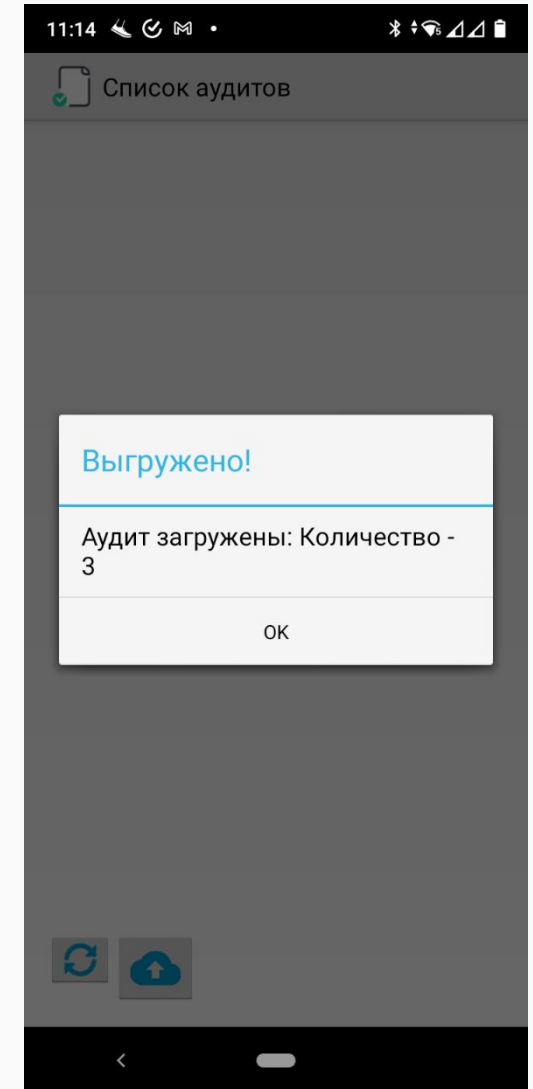 11:14
Список аудитов
Выгружено!
Аудит загружены: Количество -
3
OK